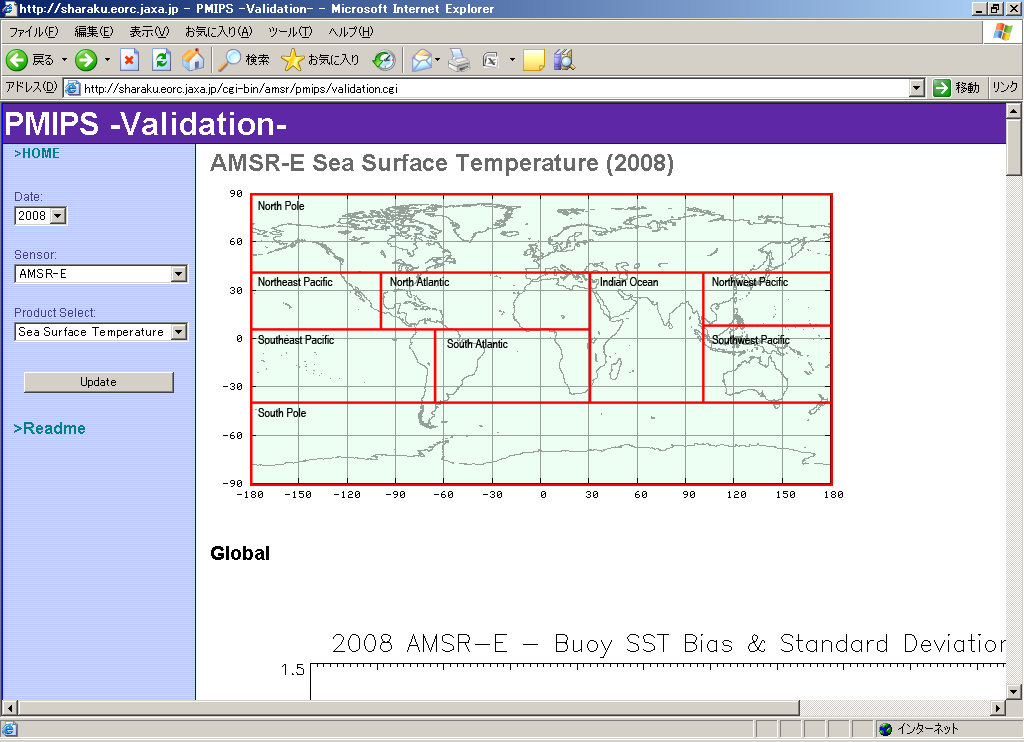 http://sharaku.eorc.jaxa.jp - PMIPS -Validation- - Microsoft Internet Explorer
ファイル(F) 編集(E) 表示(V) お気に入り(A) ツール(T) ヘルプ(H)
戻る 検索 お気に入り
アドレス(D) http://sharaku.eorc.jaxa.jp/cgi-bin/amsr/pmips/validation.cgi 移動 リンク
PMIPS -Validation-
>HOME
Date:
2008
Sensor:
AMSR-E
Product Select:
Sea Surface Temperature
Update
>Readme
AMSR-E Sea Surface Temperature (2008)
90
60
30
0
-30
-60
-90
North Pole
Northeast Pacific North Atlantic Indian Ocean Northwest Pacific
Southeast Pacific South Atlantic Southwest Pacific
South Pole
-180 -150 -120 -90 -60 -30 0 30 60 90 120 150 180
Global
2008 AMSR-E - Buoy SST Bias & Standard Deviation
1.5
インターネット